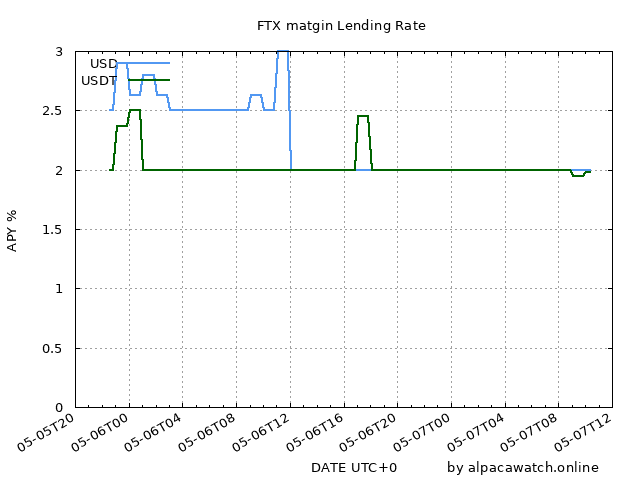 FTX matgin Lending Rate
3
USD
USDT
2.5
2
1.5
1
0.5
0
APY %
05-05T20
05-06T00
05-06T04
05-06T08
05-06T12
05-06T16
05-06T20
05-07T00
05-07T04
05-07T08
05-07T12
DATE UTC+0
by alpacawatch.online